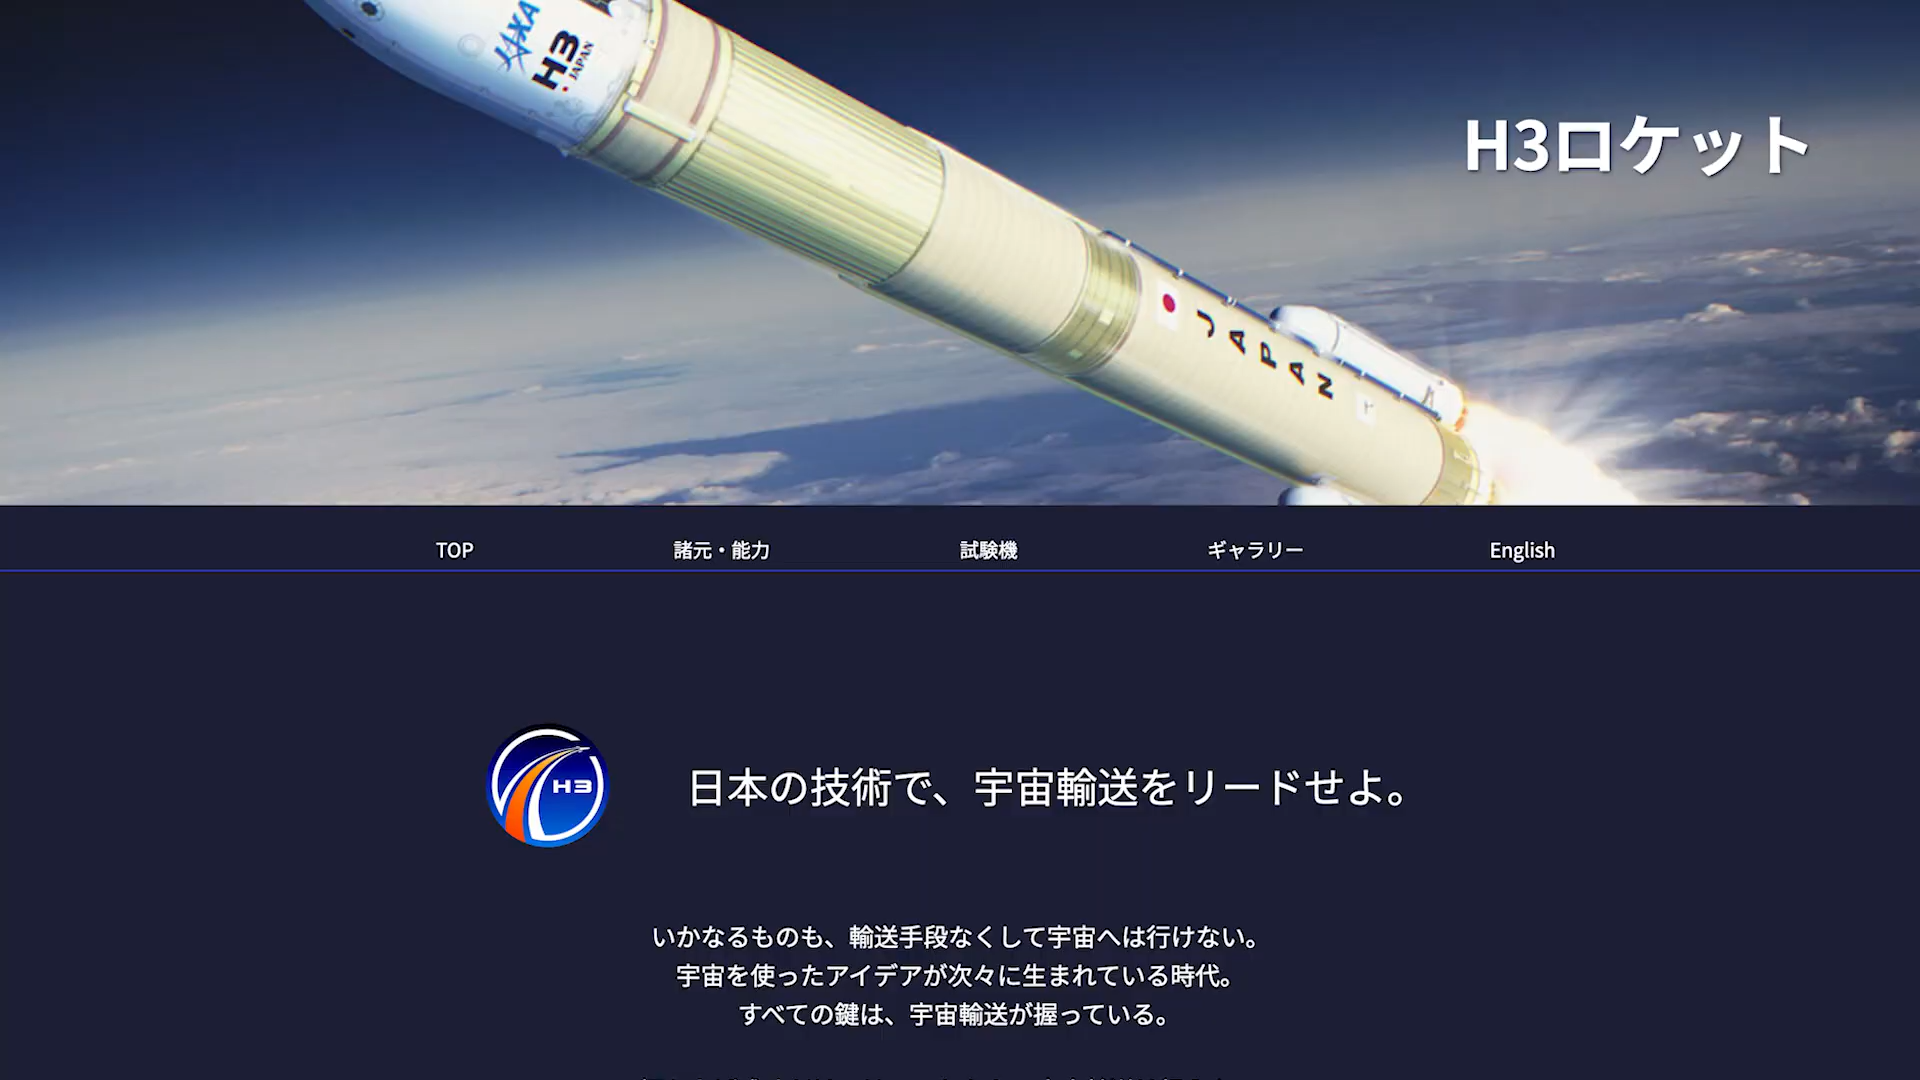 JAXA
H3
JAPAN
H3ロケット
JAPAN
TOP
諸元・能力
試験機
ギャラリー
English
H3
日本の技術で、宇宙輸送をリードせよ。
いかなるものも、輸送手段なくして宇宙へは行けない。
宇宙を使ったアイデアが次々に生まれている時代。
すべての鍵は、宇宙輸送が握っている。